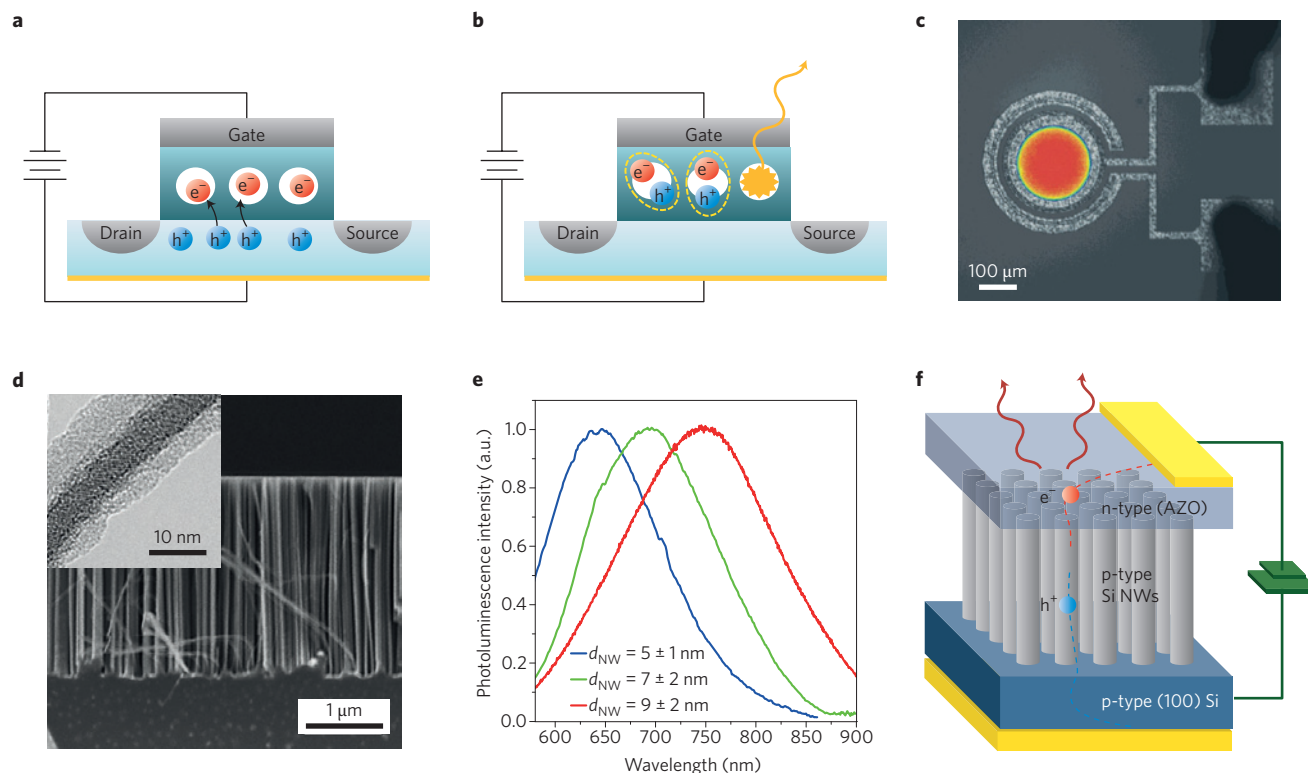 a
Gate
e⁻
e⁻
e⁻
Drain
h⁺
h⁺
h⁺
h⁺
Source
b
Gate
e⁻
h⁺
e⁻
h⁺
Drain
Source
c
100 μm
d
10 nm
1 μm
e
Photoluminescence intensity (a.u.)
1.0
0.8
0.6
0.4
0.2
0.0
d_NW = 5 ± 1 nm
d_NW = 7 ± 2 nm
d_NW = 9 ± 2 nm
600 650 700 750 800 850 900
Wavelength (nm)
f
e⁻
n-type (AZO)
p-type
Si NWs
h⁺
p-type (100) Si